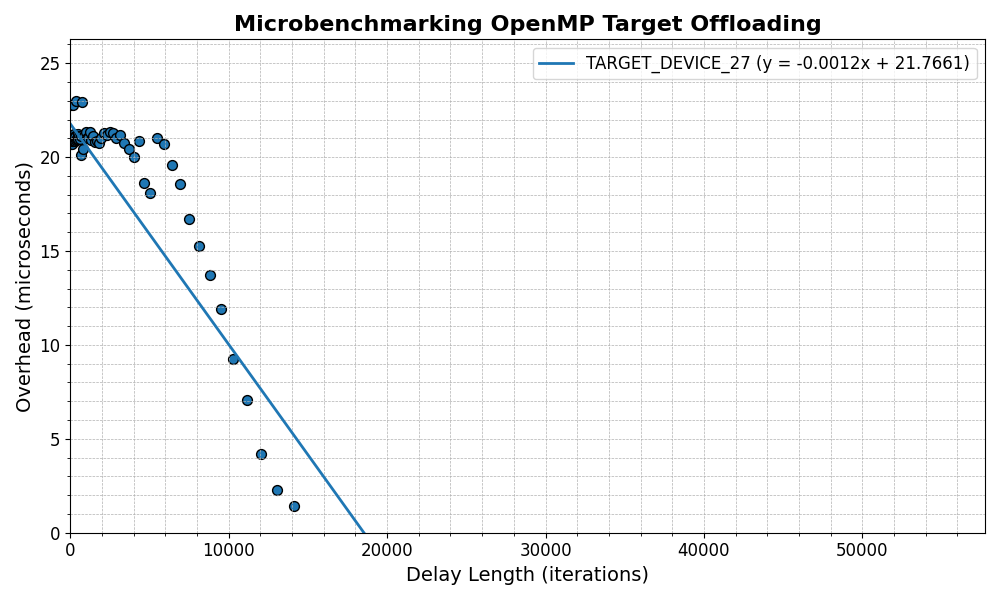 Microbenchmarking OpenMP Target Offloading
TARGET_DEVICE_27 (y = -0.0012x + 21.7661)
Overhead (microseconds)
25
20
15
10
5
0
0 10000 20000 30000 40000 50000
Delay Length (iterations)